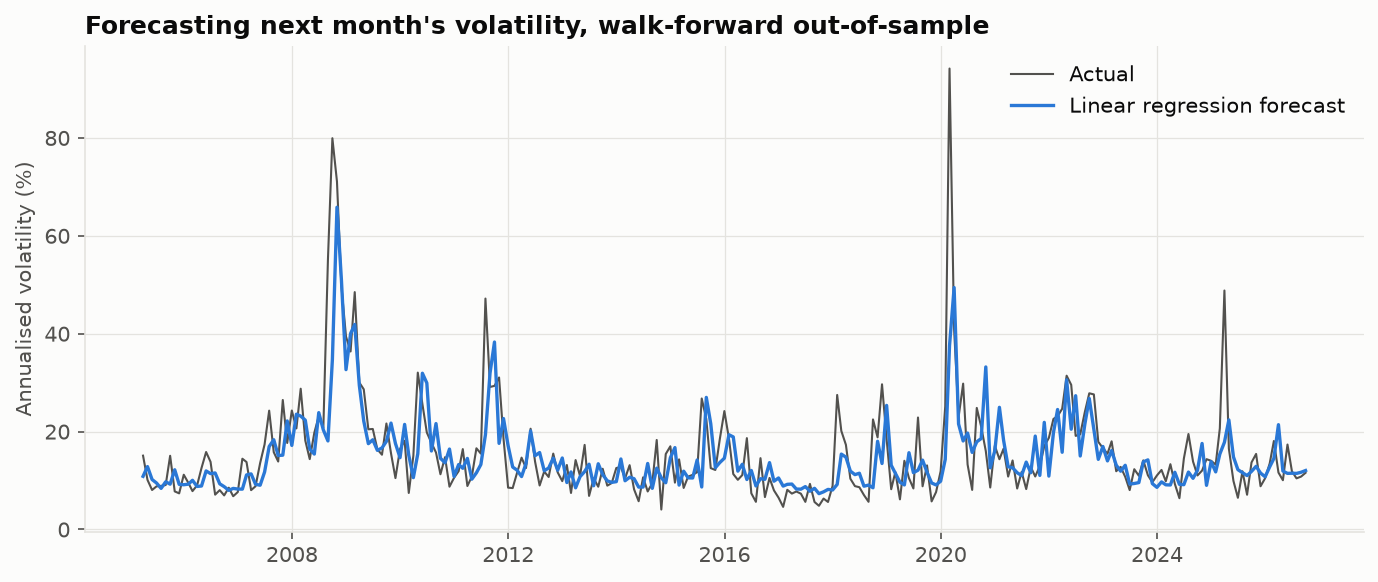 Forecasting next month's volatility, walk-forward out-of-sample
Actual
Linear regression forecast
Annualised volatility (%)
80
60
40
20
0
2008
2012
2016
2020
2024